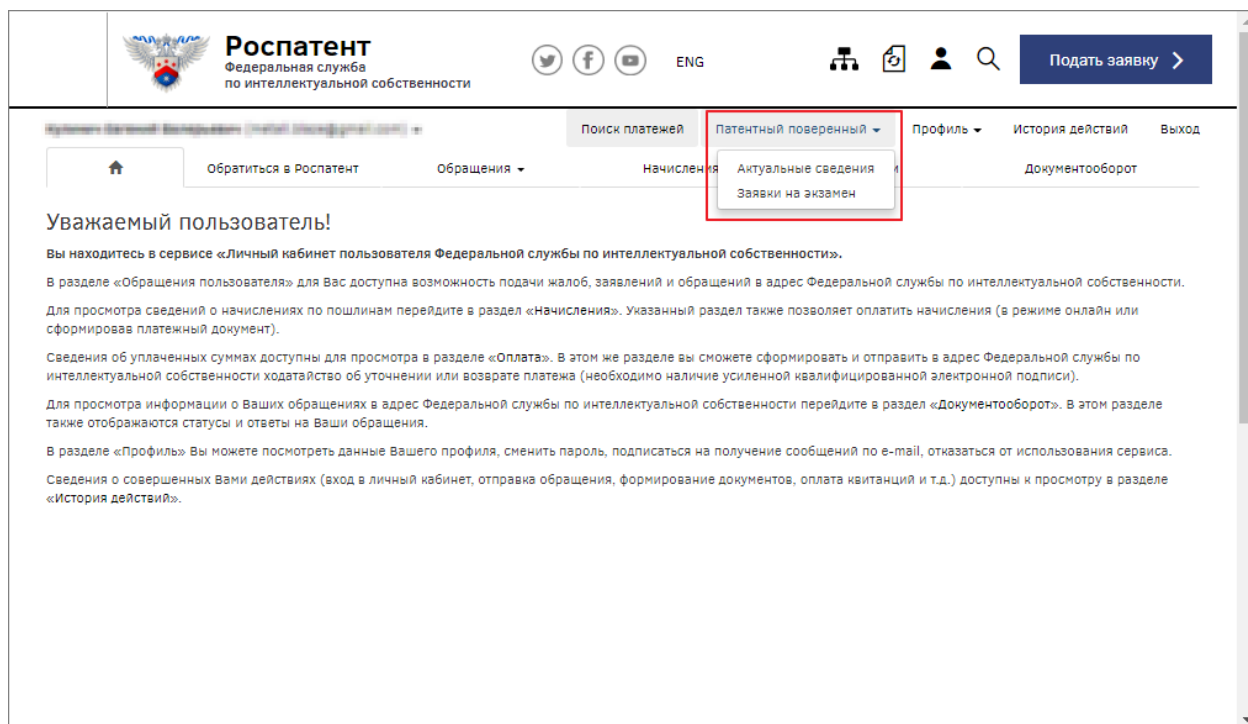 Роспатент
Федеральная служба
по интеллектуальной собственности
ENG
Подать заявку
Поиск платежей
Патентный поверенный
Профиль
История действий
Выход
Обратиться в Роспатент
Обращения
Начисления
Документооборот
Актуальные сведения
Заявки на экзамен
Уважаемый пользователь!
Вы находитесь в сервисе «Личный кабинет пользователя Федеральной службы по интеллектуальной собственности».
В разделе «Обращения пользователя» для Вас доступна возможность подачи жалоб, заявлений и обращений в адрес Федеральной службы по интеллектуальной собственности.
Для просмотра сведений о начислениях по пошлинам перейдите в раздел «Начисления». Указанный раздел также позволяет оплатить начисления (в режиме онлайн или
сформировав платежный документ).
Сведения об уплаченных суммах доступны для просмотра в разделе «Оплата». В этом же разделе вы сможете сформировать и отправить в адрес Федеральной службы по
интеллектуальной собственности ходатайство об уточнении или возврате платежа (необходимо наличие усиленной квалифицированной электронной подписи).
Для просмотра информации о Ваших обращениях в адрес Федеральной службы по интеллектуальной собственности перейдите в раздел «Документооборот». В этом разделе
также отображаются статусы и ответы на Ваши обращения.
В разделе «Профиль» Вы можете посмотреть данные Вашего профиля, сменить пароль, подписаться на получение сообщений по e-mail, отказаться от использования сервиса.
Сведения о совершенных Вами действиях (вход в личный кабинет, отправка обращения, формирование документов, оплата квитанций и т.д.) доступны к просмотру в разделе
«История действий».